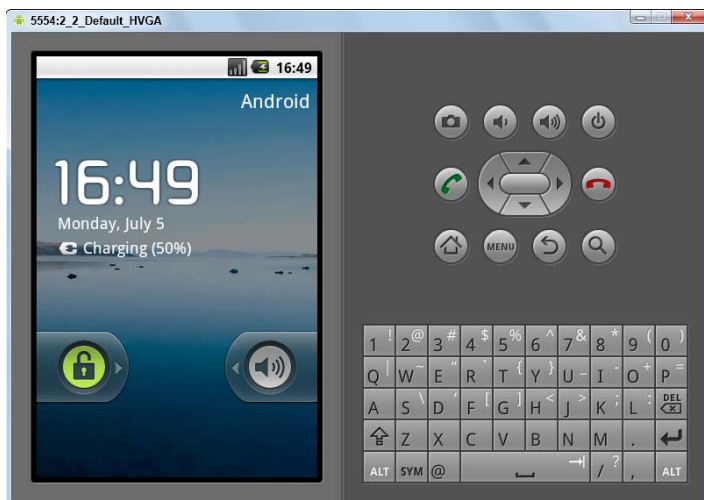 5554:2_2_Default_HVGA
16:49
Android
16:49
Monday, July 5
Charging (50%)
MENU
1 ! 2 @ 3 # 4 $ 5 % 6 ^ 7 & 8 * 9 ( 0 )
Q | W ~ E " R ` T { Y } U _ I - O + P =
A S \ D ' F [ G ] H < J > K ; L : DEL
Z X C V B N M .
ALT SYM @ / ? , ALT